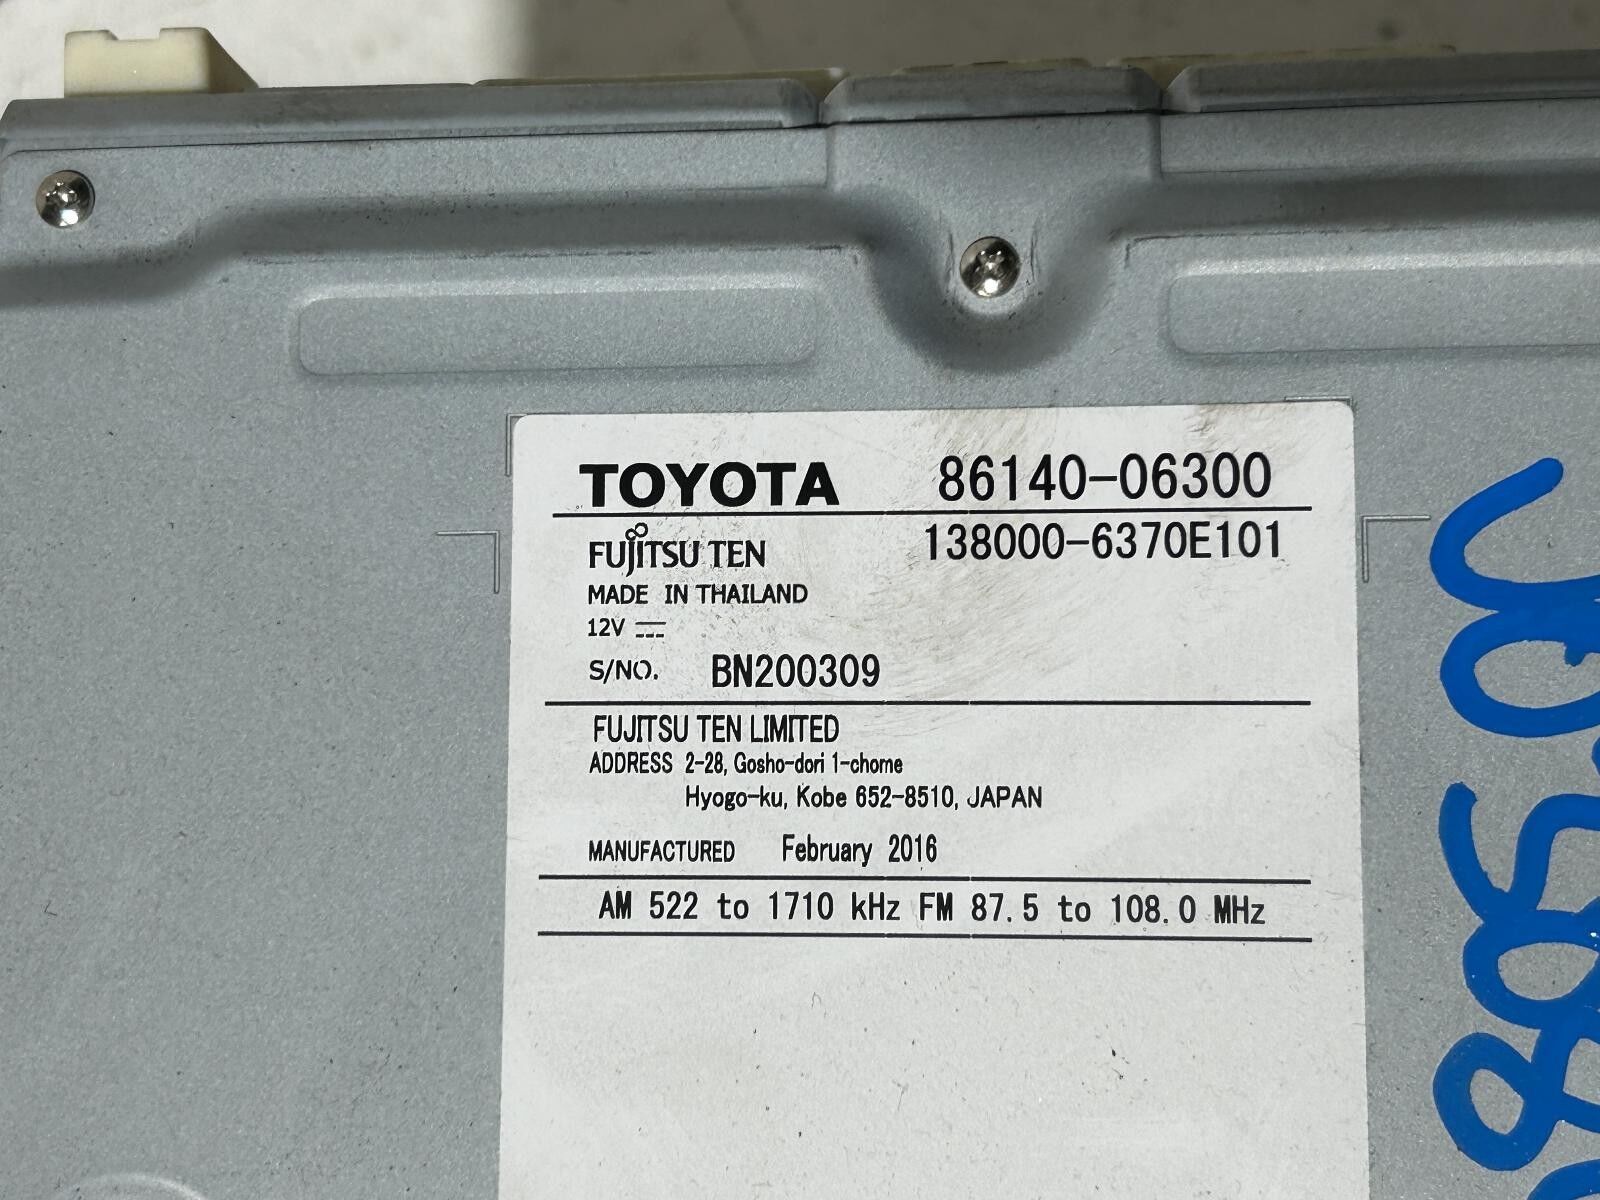 TOYOTA 86140-06300
FUJITSU TEN 138000-6370E101
MADE IN THAILAND
12V
S/NO. BN200309
FUJITSU TEN LIMITED
ADDRESS 2-28, Gosho-dori 1-chome
Hyogo-ku, Kobe 652-8510, JAPAN
MANUFACTURED February 2016
AM 522 to 1710 kHz FM 87.5 to 108.0 MHz